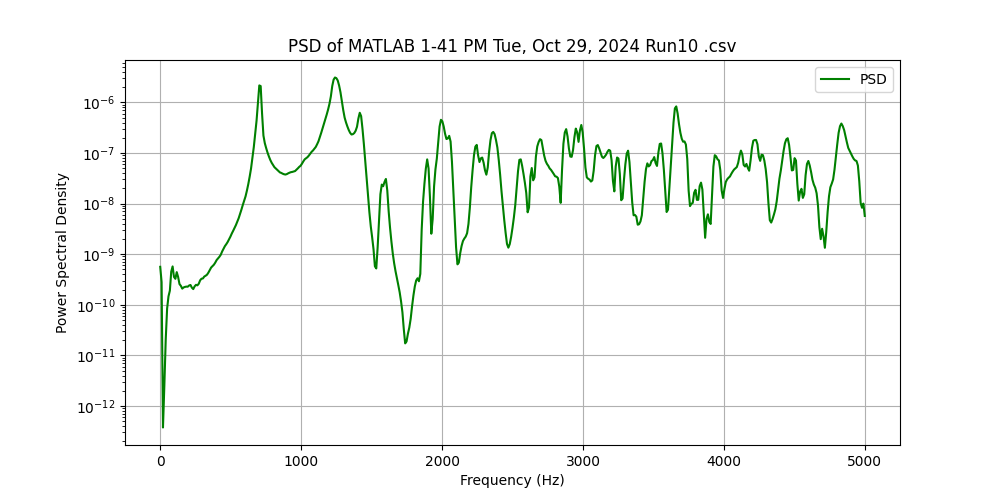 PSD of MATLAB 1-41 PM Tue, Oct 29, 2024 Run10 .csv
PSD
Power Spectral Density
10⁻⁶
10⁻⁷
10⁻⁸
10⁻⁹
10⁻¹⁰
10⁻¹¹
10⁻¹²
0 1000 2000 3000 4000 5000
Frequency (Hz)